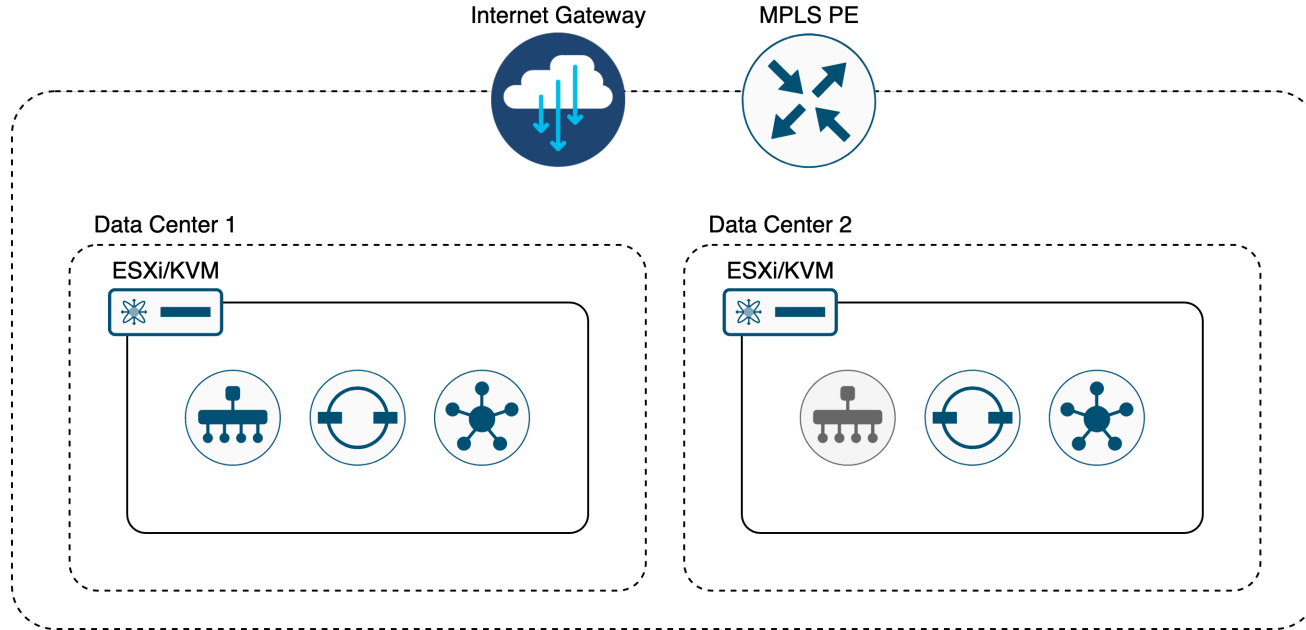 Internet Gateway
MPLS PE
Data Center 1
Data Center 2
ESXi/KVM
ESXi/KVM